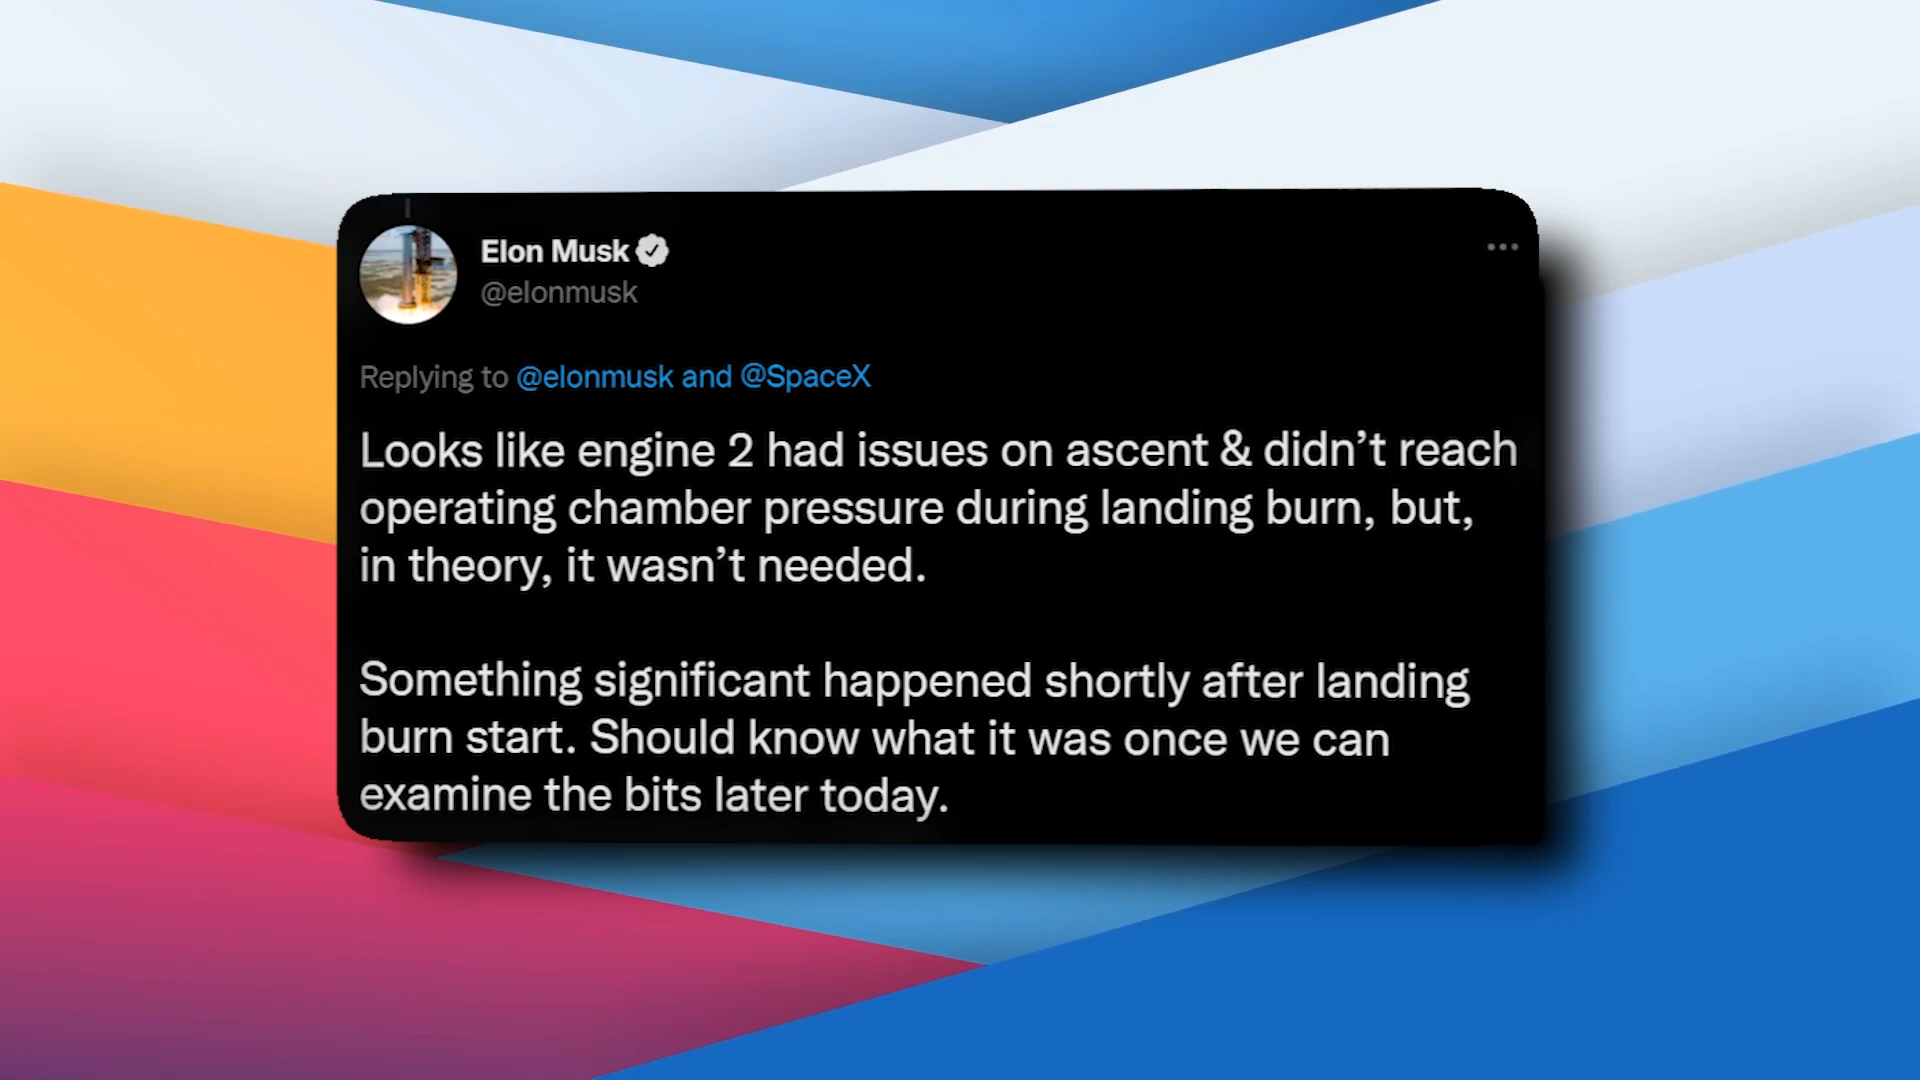 Elon Musk
@elonmusk
Replying to @elonmusk and @SpaceX
Looks like engine 2 had issues on ascent & didn’t reach
operating chamber pressure during landing burn, but,
in theory, it wasn’t needed.
Something significant happened shortly after landing
burn start. Should know what it was once we can
examine the bits later today.